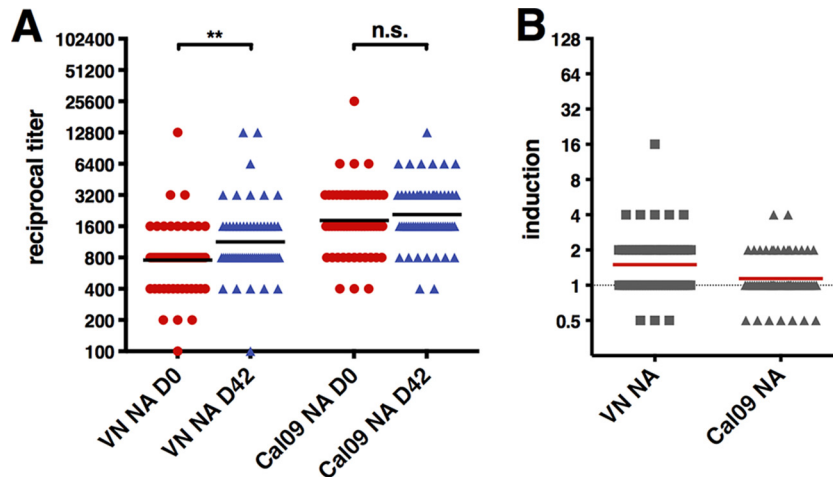 A
reciprocal titer
102400
51200
25600
12800
6400
3200
1600
800
400
200
100
**
n.s.
VN NA D0
VN NA D42
Cal09 NA D0
Cal09 NA D42
B
induction
128
64
32
16
8
4
2
1
0.5
VN NA
Cal09 NA